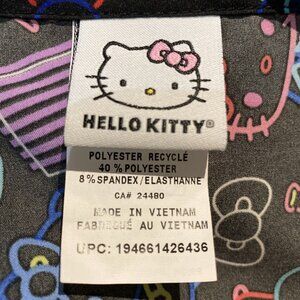 HELLO KITTY®
POLYESTER RECYCLÉ
40 % POLYESTER
8 % SPANDEX / ELASTHANNE
CA# 24480
MADE IN VIETNAM
FABRIQUÉ AU VIETNAM
UPC: 194661426436